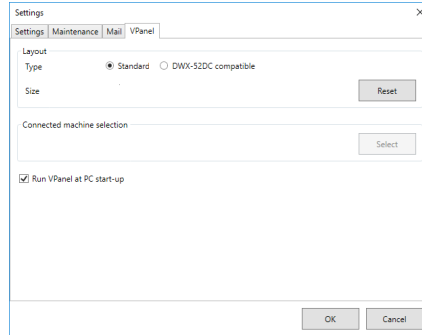 Settings
Settings Maintenance Mail VPanel
Layout
Type Standard DWX-52DC compatible
Size Reset
Connected machine selection
Select
Run VPanel at PC start-up
OK Cancel